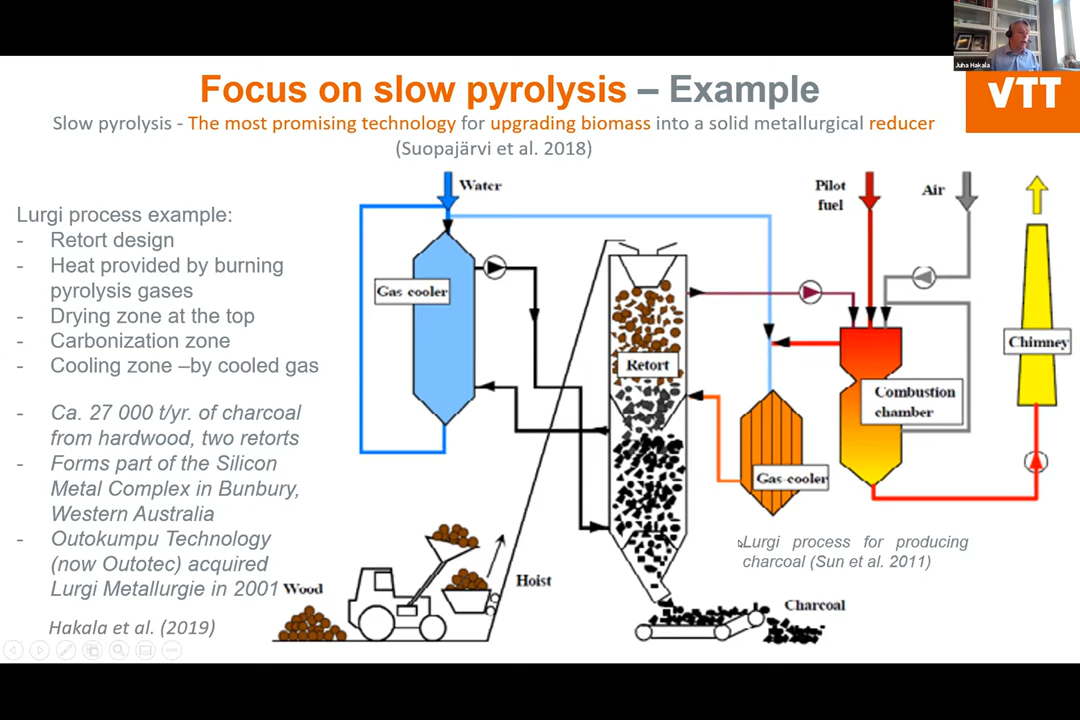 Juha Hakala
VTT
Focus on slow pyrolysis – Example
Slow pyrolysis - The most promising technology for upgrading biomass into a solid metallurgical reducer
(Suopajärvi et al. 2018)
Lurgi process example:
- Retort design
- Heat provided by burning
pyrolysis gases
- Drying zone at the top
- Carbonization zone
- Cooling zone –by cooled gas
- Ca. 27 000 t/yr. of charcoal
from hardwood, two retorts
- Forms part of the Silicon
Metal Complex in Bunbury,
Western Australia
- Outokumpu Technology
(now Outotec) acquired
Lurgi Metallurgie in 2001
Hakala et al. (2019)
Water
Pilot
fuel
Air
Gas cooler
Retort
Combustion
chamber
Chimney
Gas cooler
Lurgi process for producing
charcoal (Sun et al. 2011)
Wood
Hoist
Charcoal